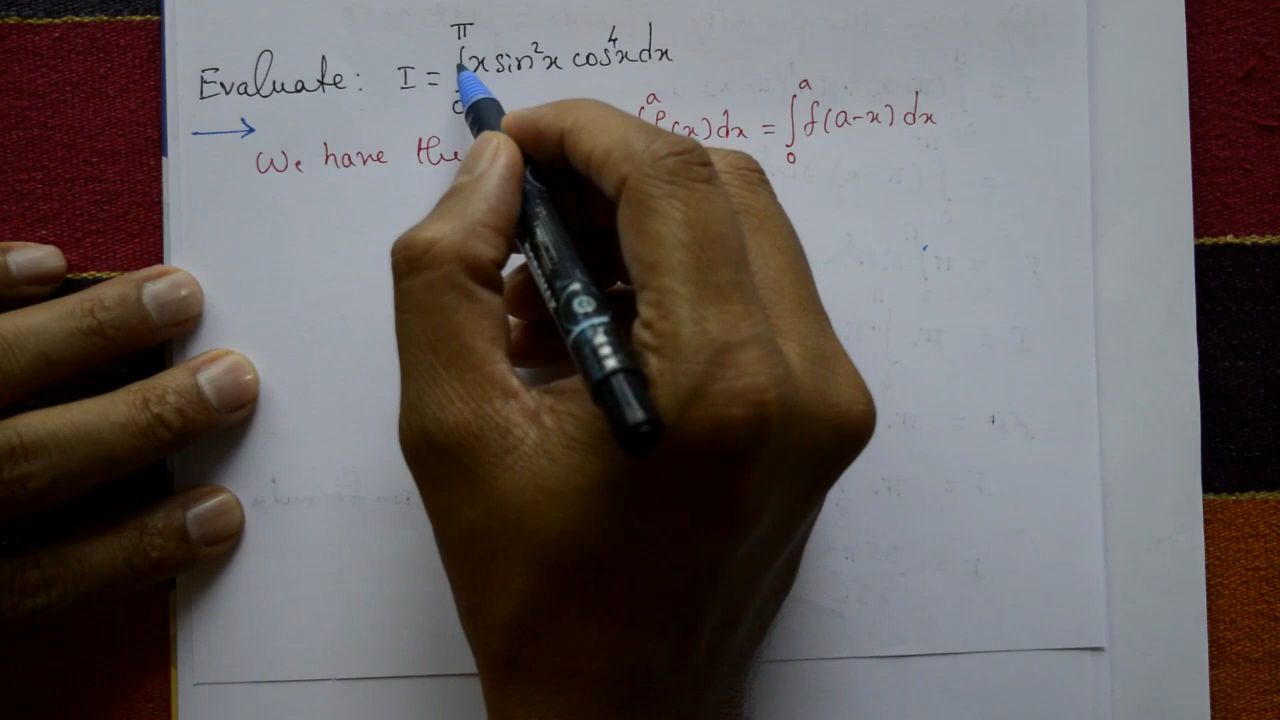 Evaluate: I = ∫₀^π x sin²x cos⁴x dx
We have the ∫₀^a f(x) dx = ∫₀^a f(a-x) dx